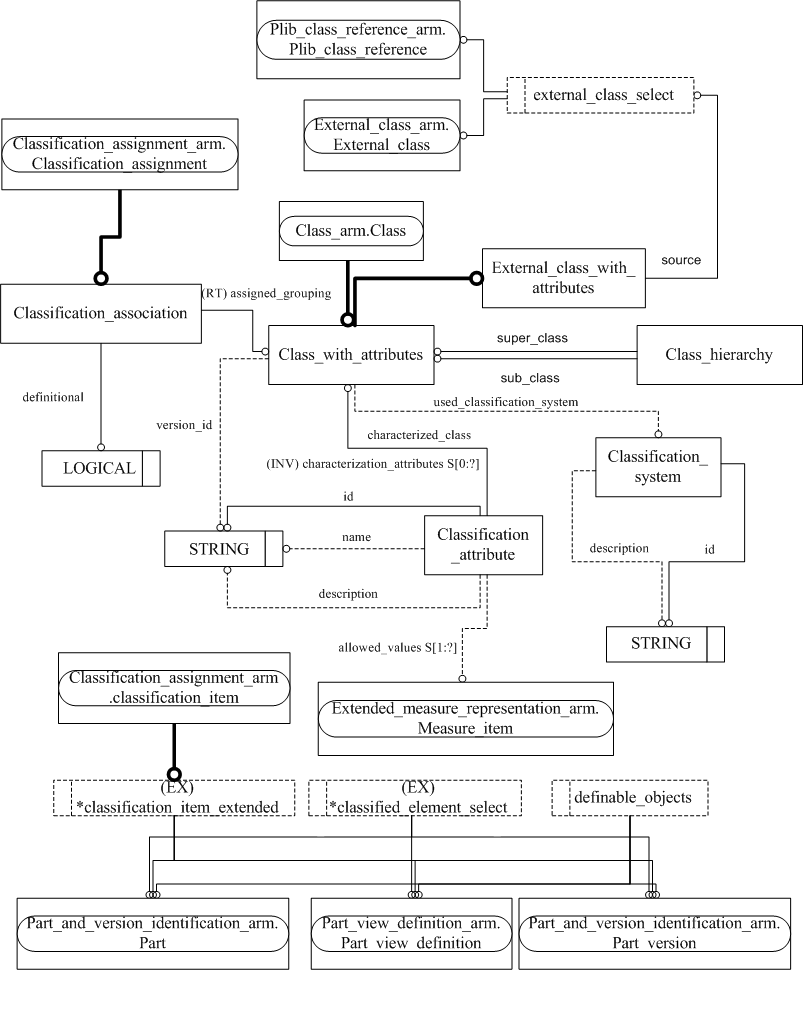 Plib_class_reference_arm.
Plib_class_reference
external_class_select
External_class_arm.
External_class
Classification_assignment_arm.
Classification_assignment
Class_arm.Class
External_class_with_
attributes
source
(RT) assigned_grouping
Classification_association
Class_with_attributes
super_class
sub_class
Class_hierarchy
definitional
used_classification_system
version_id
characterized_class
(INV) characterization_attributes S[0:?]
LOGICAL
Classification_
system
id
STRING
name
Classification
_attribute
description
description
id
allowed_values S[1:?]
STRING
Classification_assignment_arm
.classification_item
Extended_measure_representation_arm.
Measure_item
(EX)
*classification_item_extended
(EX)
*classified_element_select
definable_objects
Part_and_version_identification_arm.
Part
Part_view_definition_arm.
Part_view_definition
Part_and_version_identification_arm.
Part_version